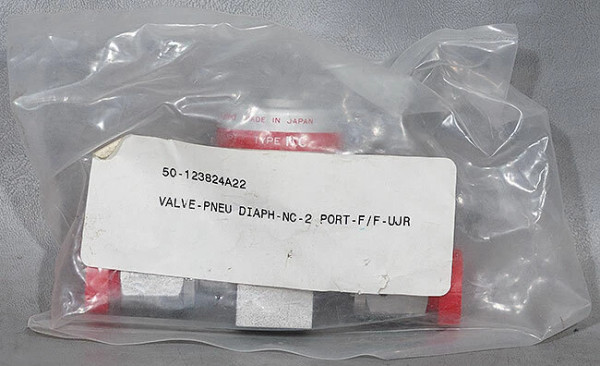 MADE IN JAPAN
TYPE N.C.
50-123824A22
VALVE-PNEU DIAPH-NC-2 PORT-F/F-UJR